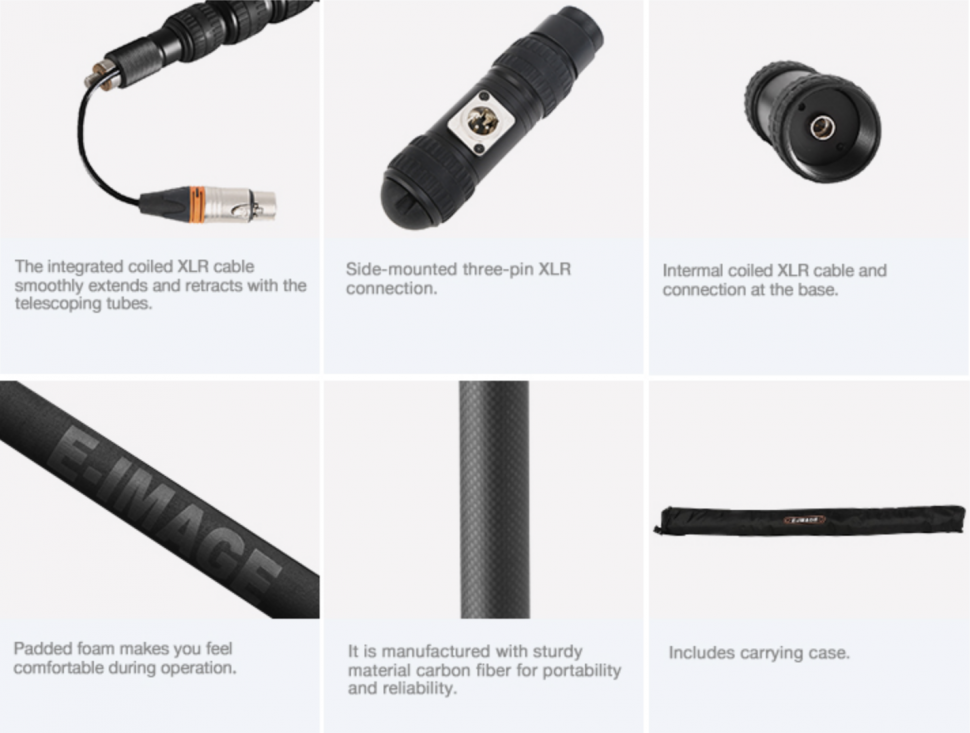 The integrated coiled XLR cable
smoothly extends and retracts with the
telescoping tubes.
Side-mounted three-pin XLR
connection.
Intermal coiled XLR cable and
connection at the base.
E-IMAGE
E-IMAGE
Padded foam makes you feel
comfortable during operation.
It is manufactured with sturdy
material carbon fiber for portability
and reliability.
Includes carrying case.